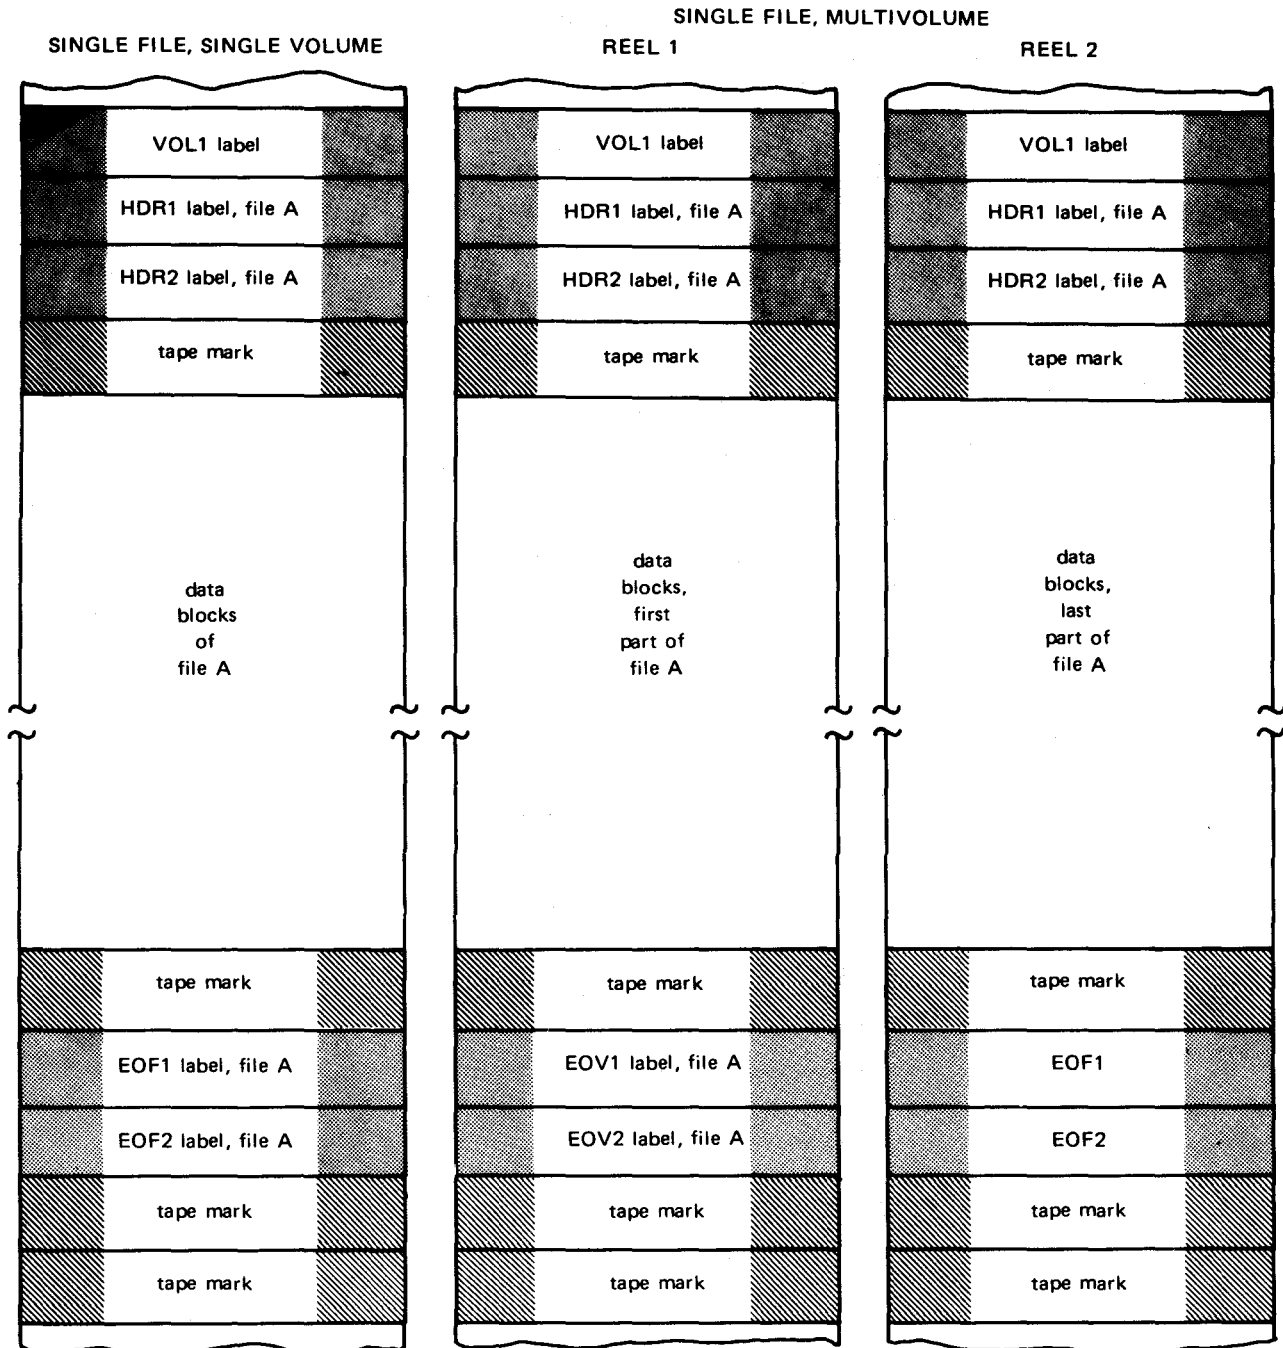 SINGLE FILE, MULTIVOLUME
SINGLE FILE, SINGLE VOLUME
REEL 1
REEL 2
VOL1 label
HDR1 label, file A
HDR2 label, file A
tape mark
data
blocks
of
file A
tape mark
EOF1 label, file A
EOF2 label, file A
tape mark
tape mark
VOL1 label
HDR1 label, file A
HDR2 label, file A
tape mark
data
blocks,
first
part of
file A
tape mark
EOV1 label, file A
EOV2 label, file A
tape mark
tape mark
VOL1 label
HDR1 label, file A
HDR2 label, file A
tape mark
data
blocks,
last
part of
file A
tape mark
EOF1
EOF2
tape mark
tape mark